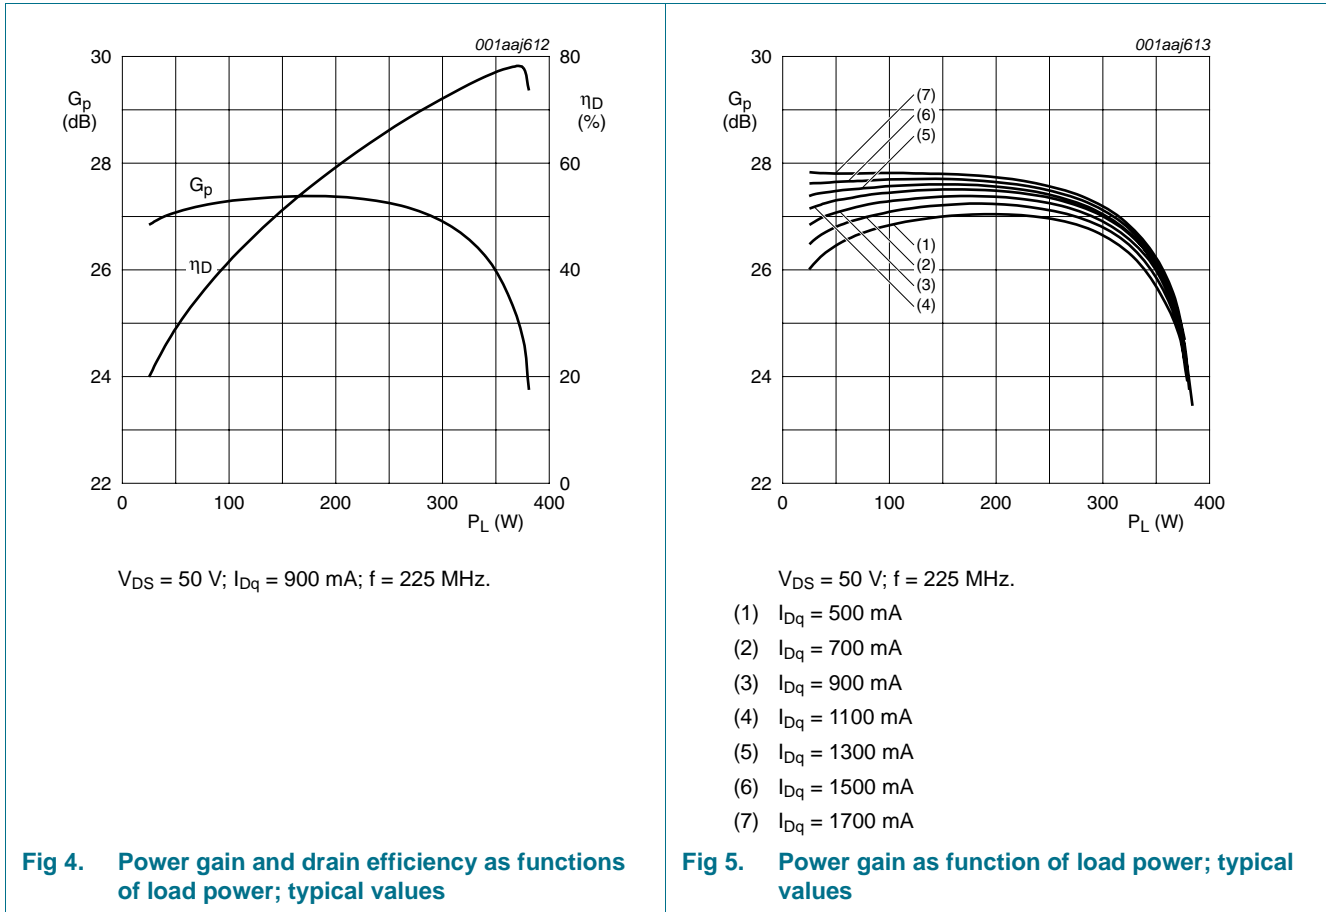 001aaj612
30
80
Gp
(dB)
ηD
(%)
28
60
Gp
26
ηD
40
24
20
22
0
0
100
200
300
400
PL (W)
VDS = 50 V; IDq = 900 mA; f = 225 MHz.
Fig 4. Power gain and drain efficiency as functions
of load power; typical values
001aaj613
30
Gp
(dB)
(7)
(6)
(5)
28
(1)
(2)
(3)
(4)
26
24
22
0
100
200
300
400
PL (W)
VDS = 50 V; f = 225 MHz.
(1) IDq = 500 mA
(2) IDq = 700 mA
(3) IDq = 900 mA
(4) IDq = 1100 mA
(5) IDq = 1300 mA
(6) IDq = 1500 mA
(7) IDq = 1700 mA
Fig 5. Power gain as function of load power; typical
values